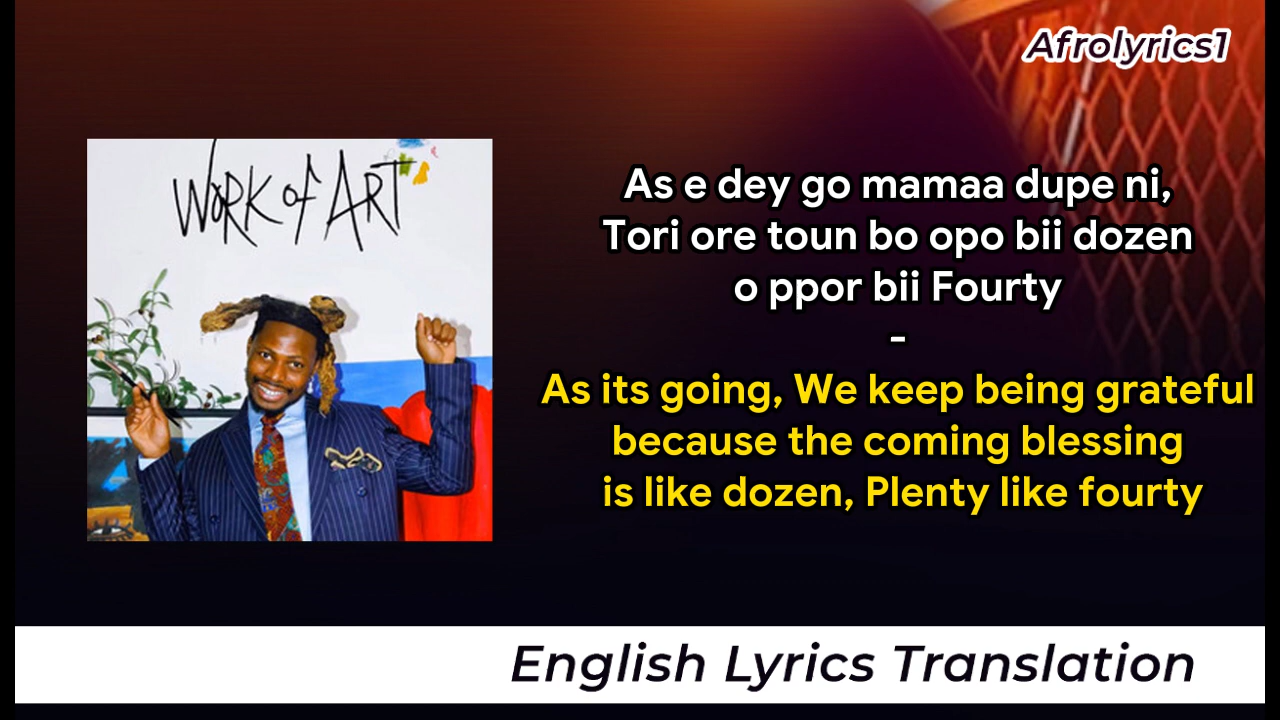 Afrolyrics1
WORK of ART
As e dey go mamaa dupe ni,
Tori ore toun bo opo bii dozen
o ppor bii Fourty
-
As its going, We keep being grateful
because the coming blessing
is like dozen, Plenty like fourty
English Lyrics Translation